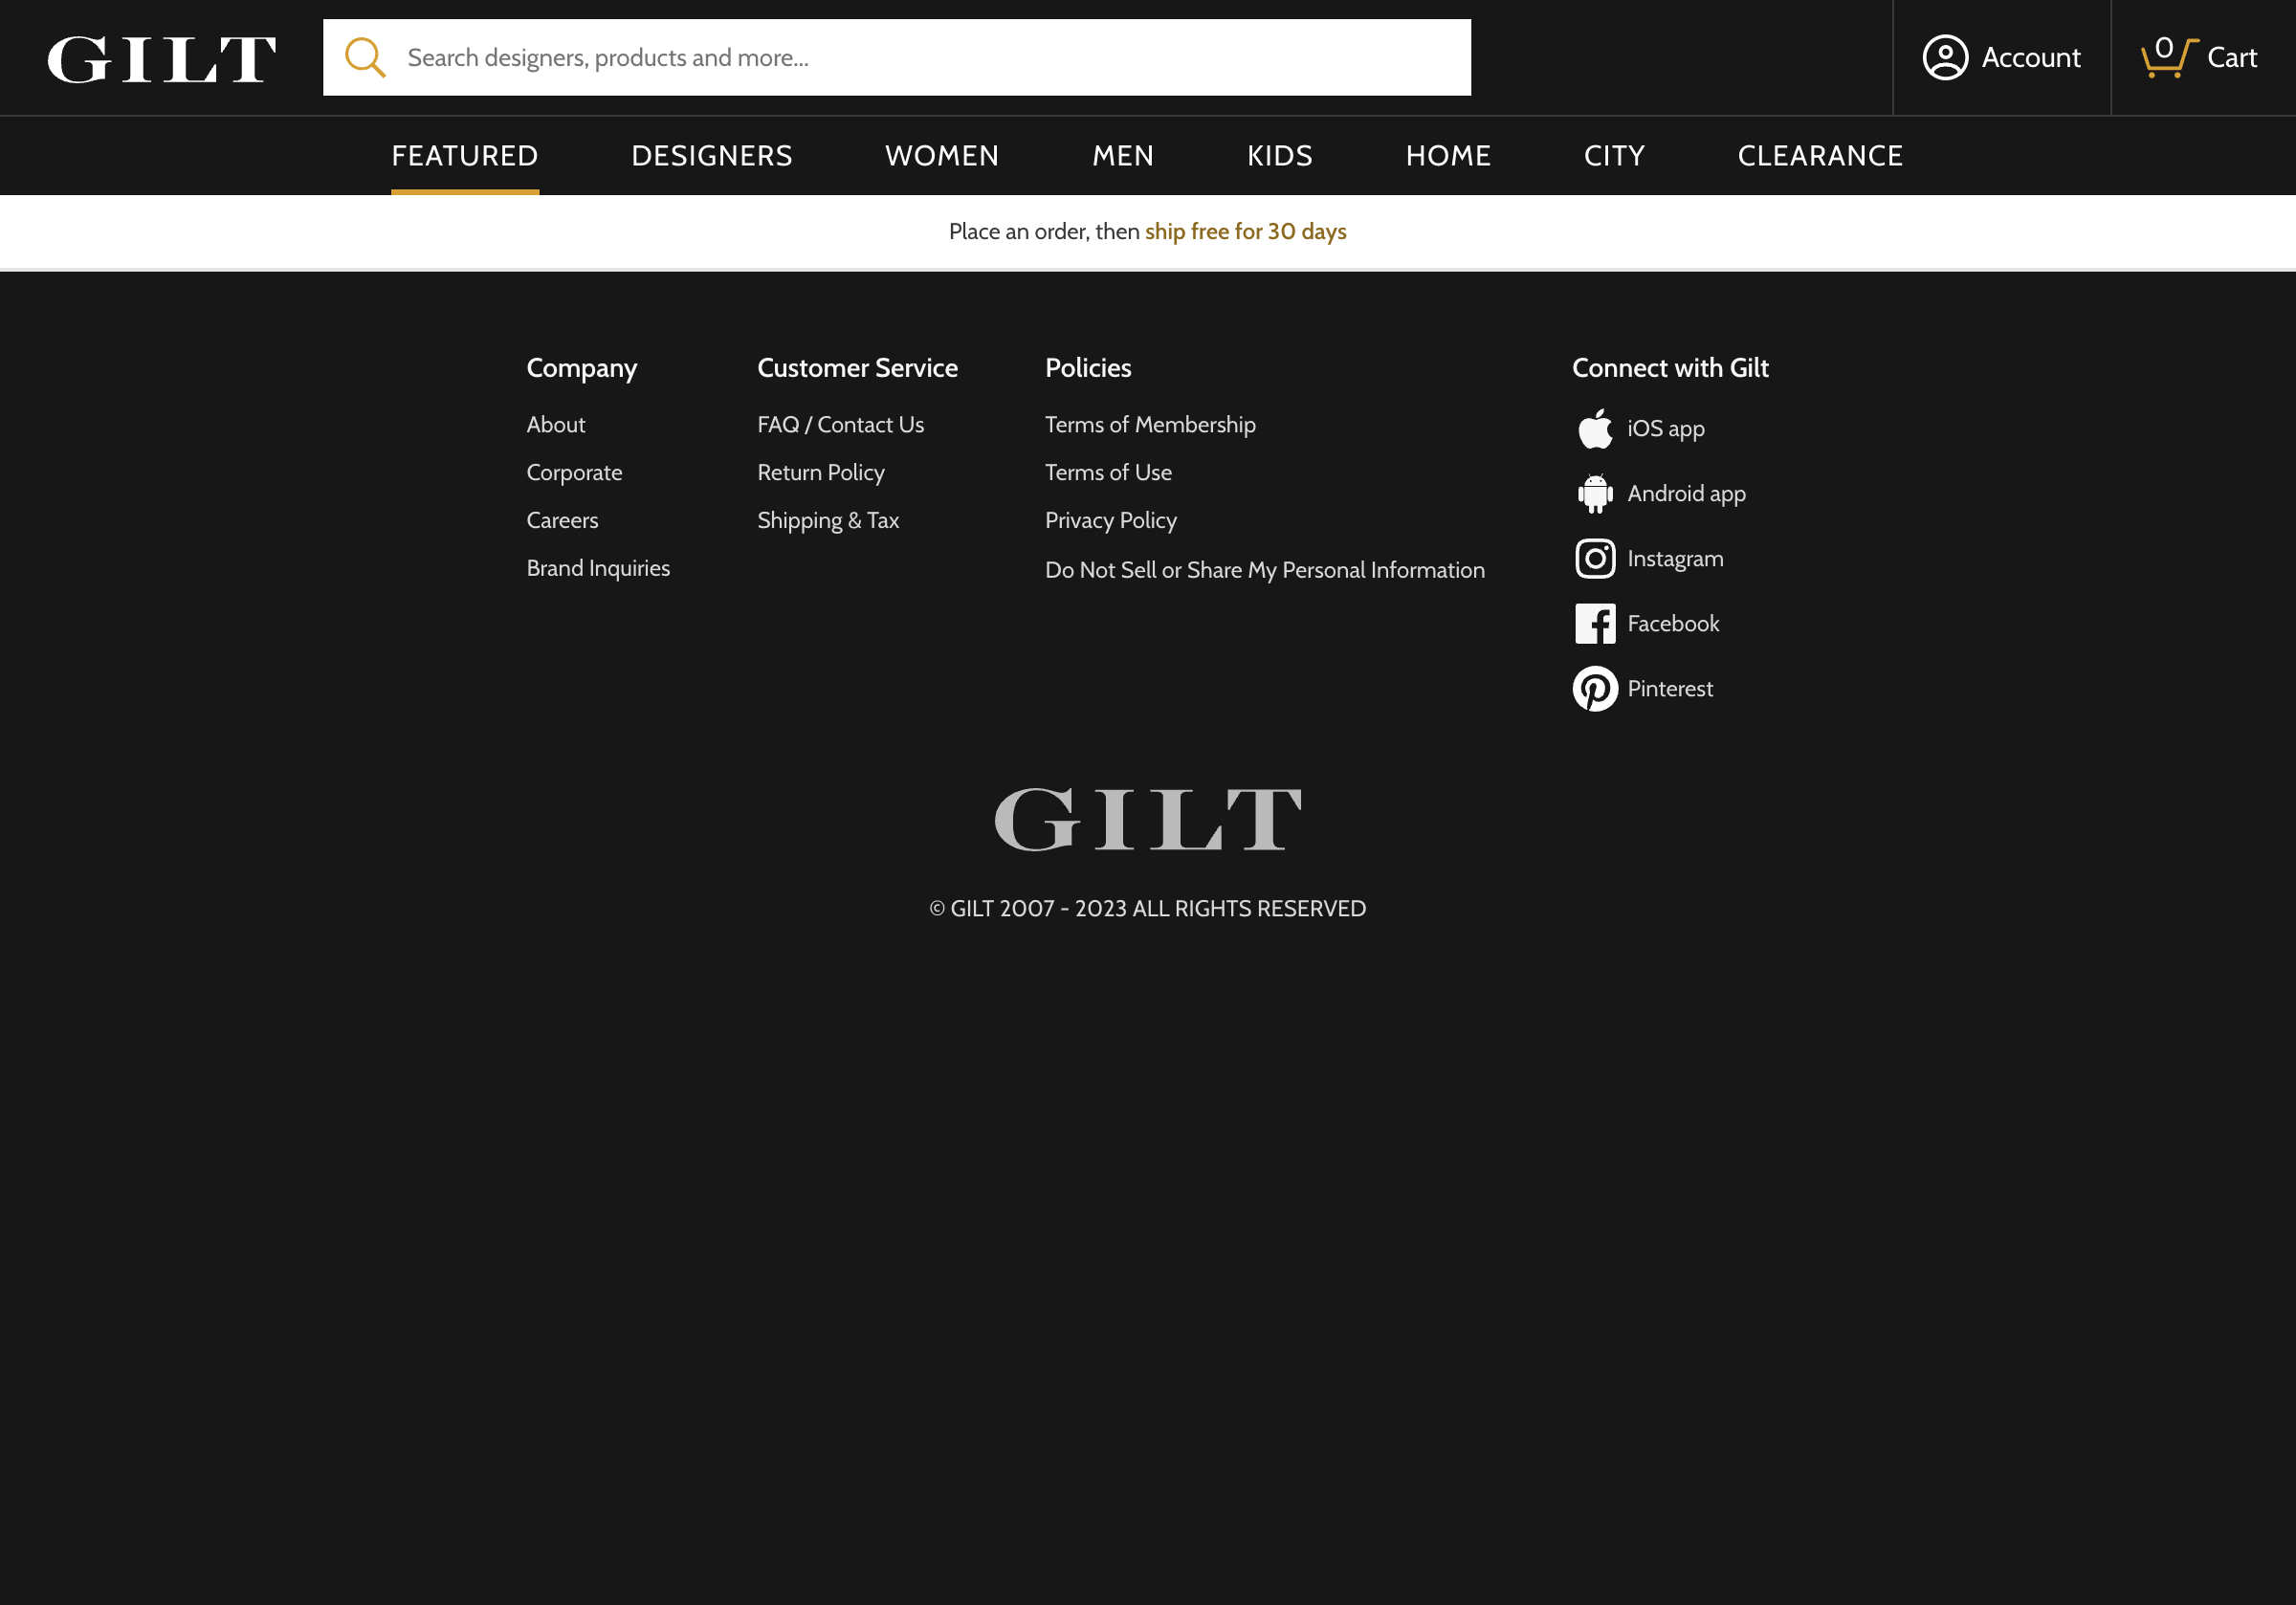 GILT
Search designers, products and more...
Account
0
Cart
FEATURED DESIGNERS WOMEN MEN KIDS HOME CITY CLEARANCE
Place an order, then ship free for 30 days
Company
About
Corporate
Careers
Brand Inquiries
Customer Service
FAQ / Contact Us
Return Policy
Shipping & Tax
Policies
Terms of Membership
Terms of Use
Privacy Policy
Do Not Sell or Share My Personal Information
Connect with Gilt
iOS app
Android app
Instagram
Facebook
Pinterest
GILT
© GILT 2007 - 2023 ALL RIGHTS RESERVED